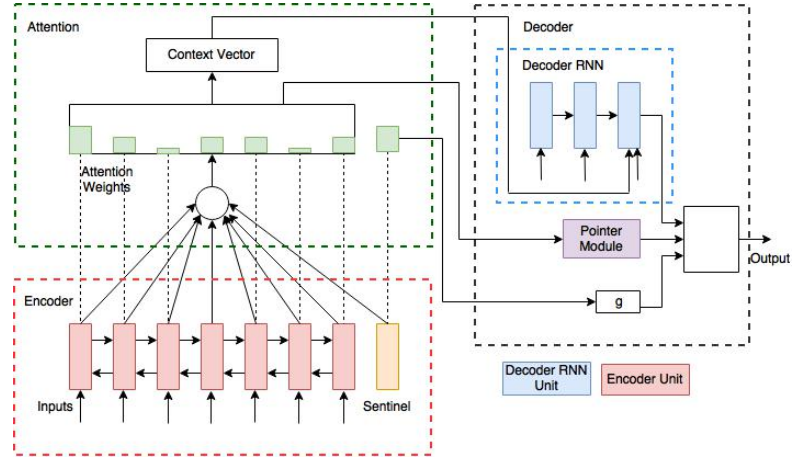 Attention
Context Vector
Attention
Weights
Encoder
Inputs
Sentinel
Decoder
Decoder RNN
Pointer
Module
g
Output
Decoder RNN
Unit
Encoder Unit